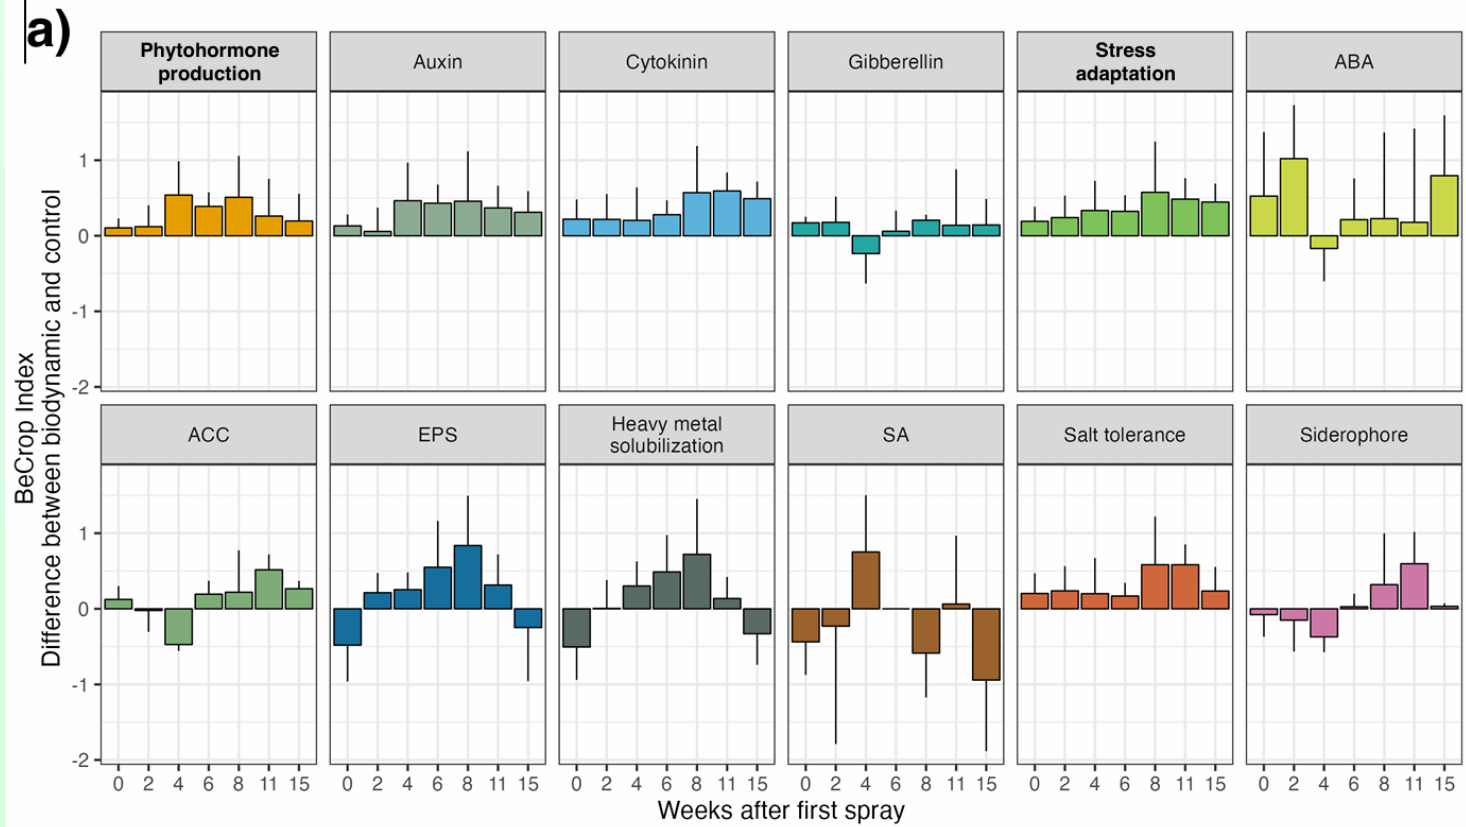 a)
Phytohormone
production
Auxin
Cytokinin
Gibberellin
Stress
adaptation
ABA
1
0
-1
-2
ACC
EPS
Heavy metal
solubilization
SA
Salt tolerance
Siderophore
1
0
-1
-2
BeCrop Index
Difference between biodynamic and control
0 2 4 6 8 11 15
0 2 4 6 8 11 15
0 2 4 6 8 11 15
0 2 4 6 8 11 15
0 2 4 6 8 11 15
0 2 4 6 8 11 15
Weeks after first spray